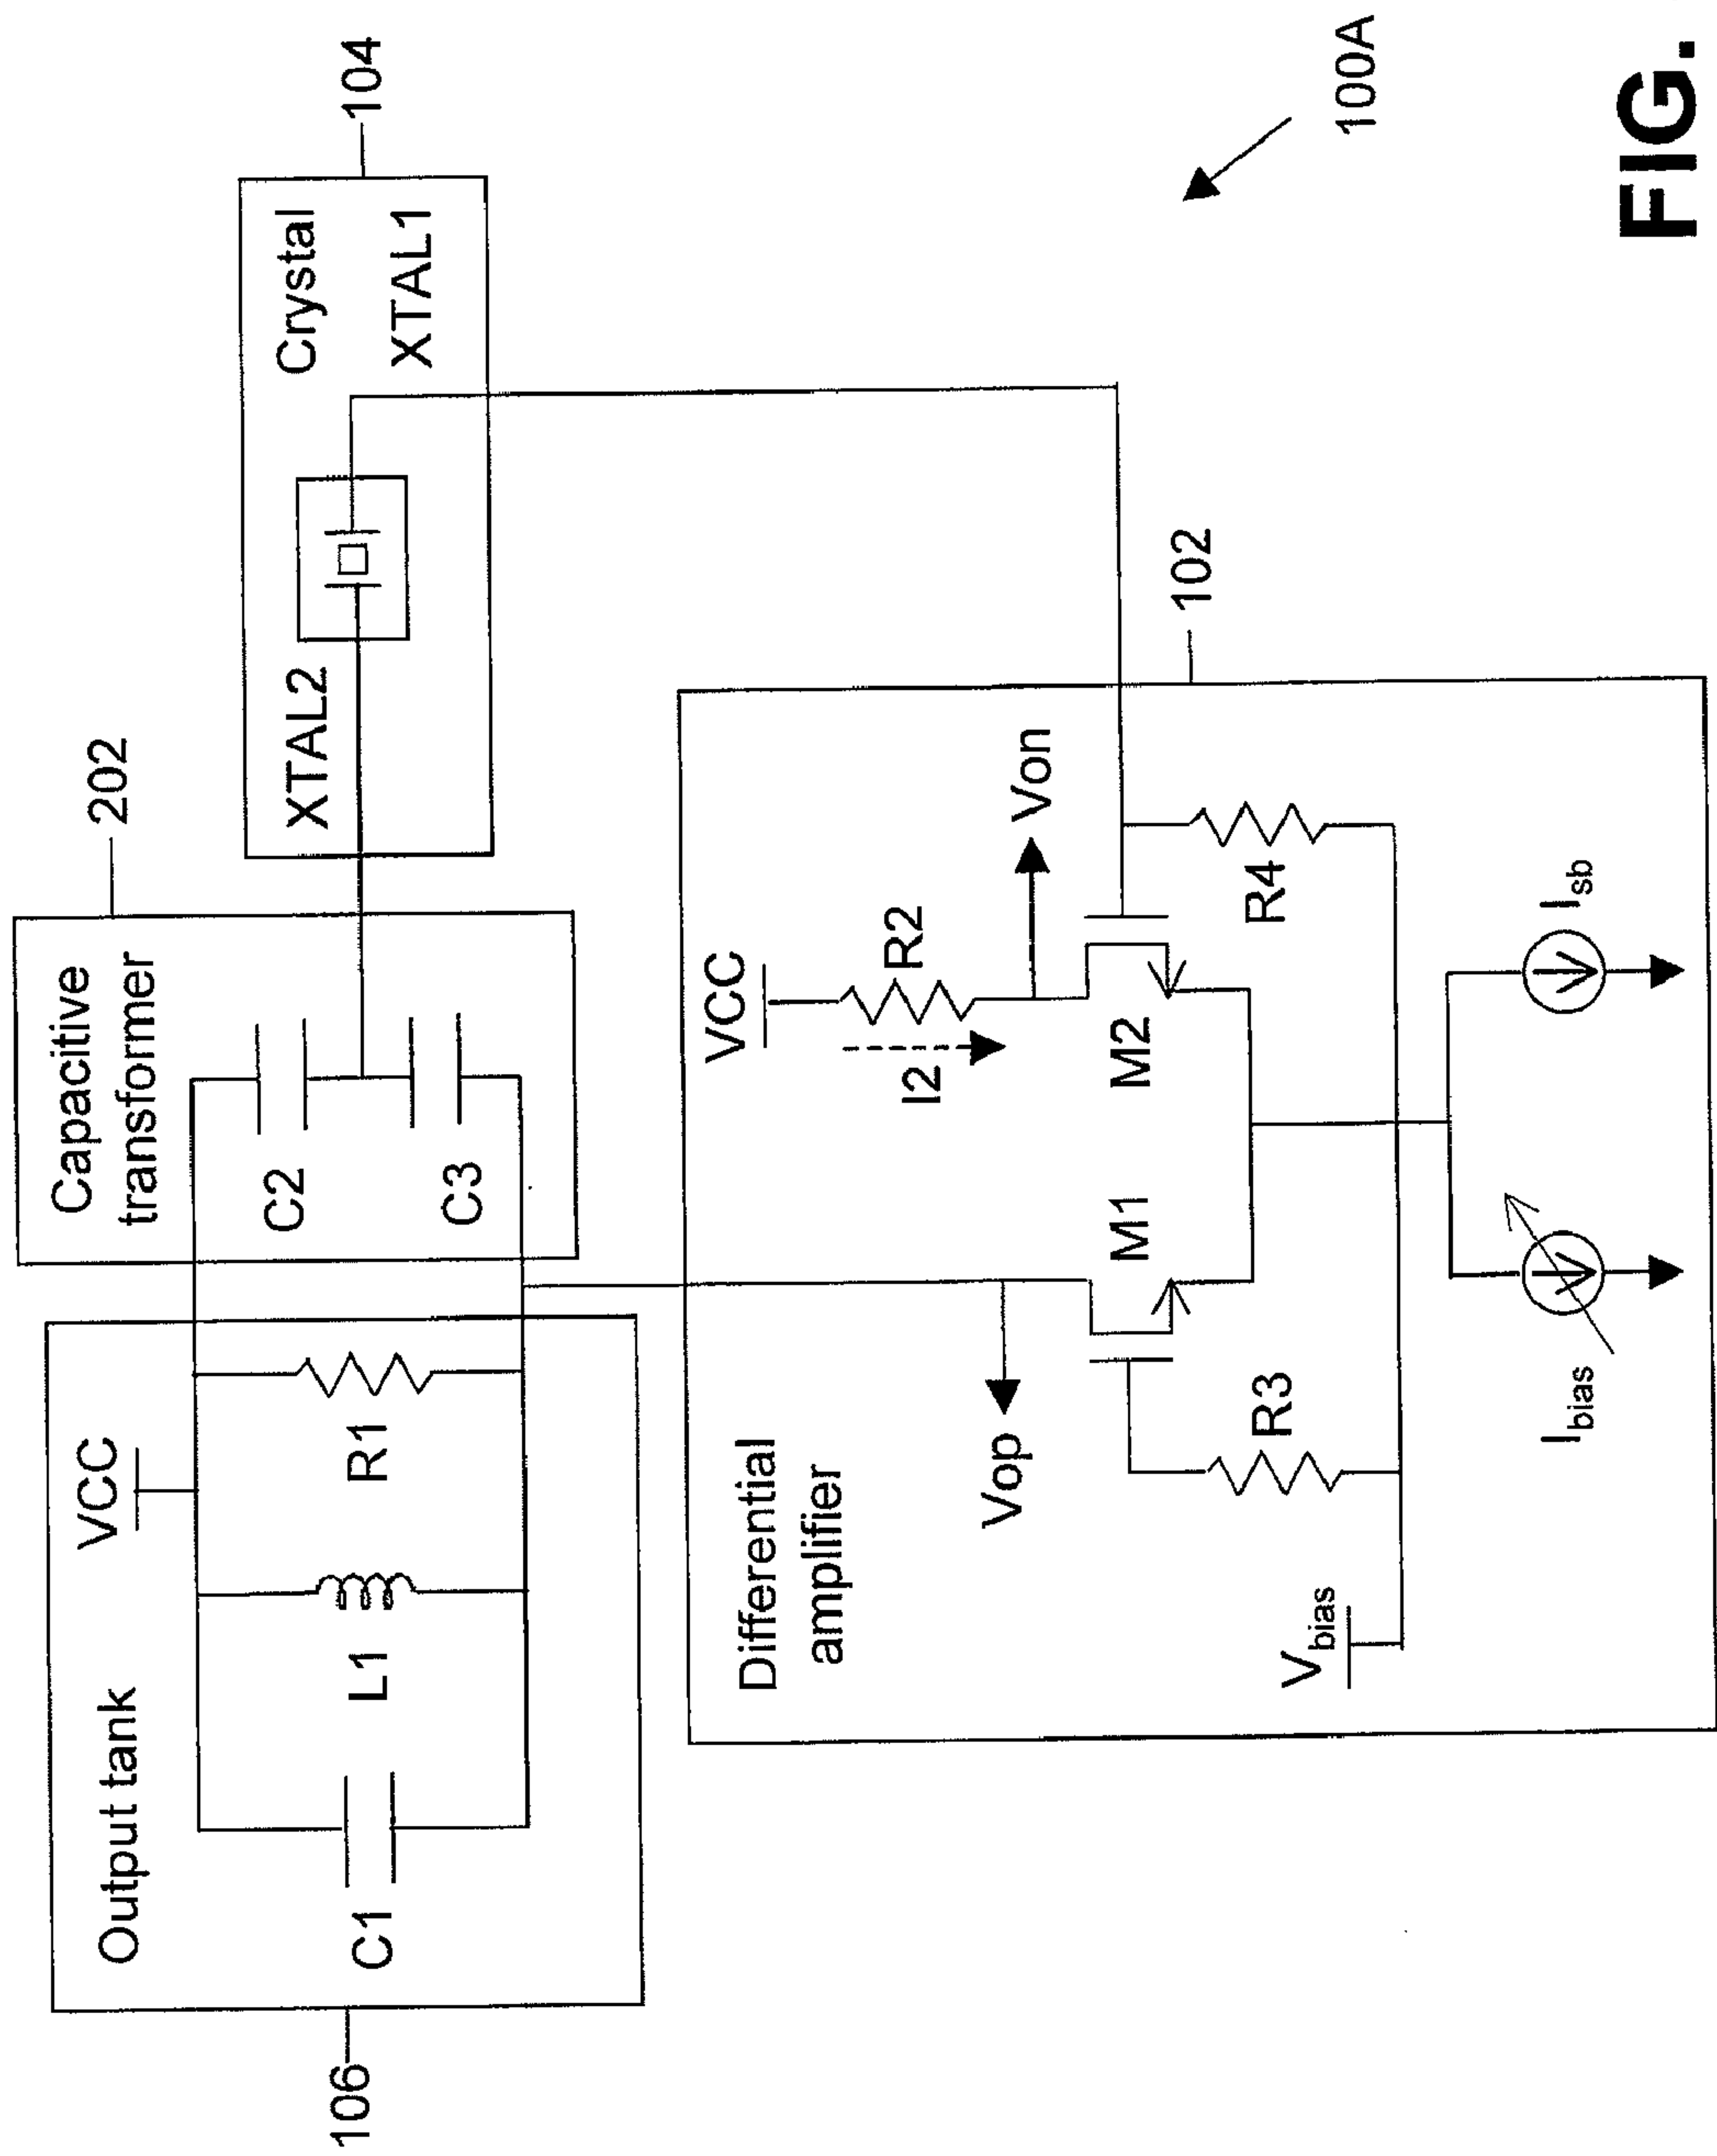 106
Output tank
VCC
C1
L1
R1
Capacitive
transformer
202
C2
C3
104
Crystal
XTAL2
XTAL1
Differential
amplifier
102
VCC
I2
R2
Vop
Von
M1
M2
R3
R4
Vbias
Ibias
Isb
100A
FIG.